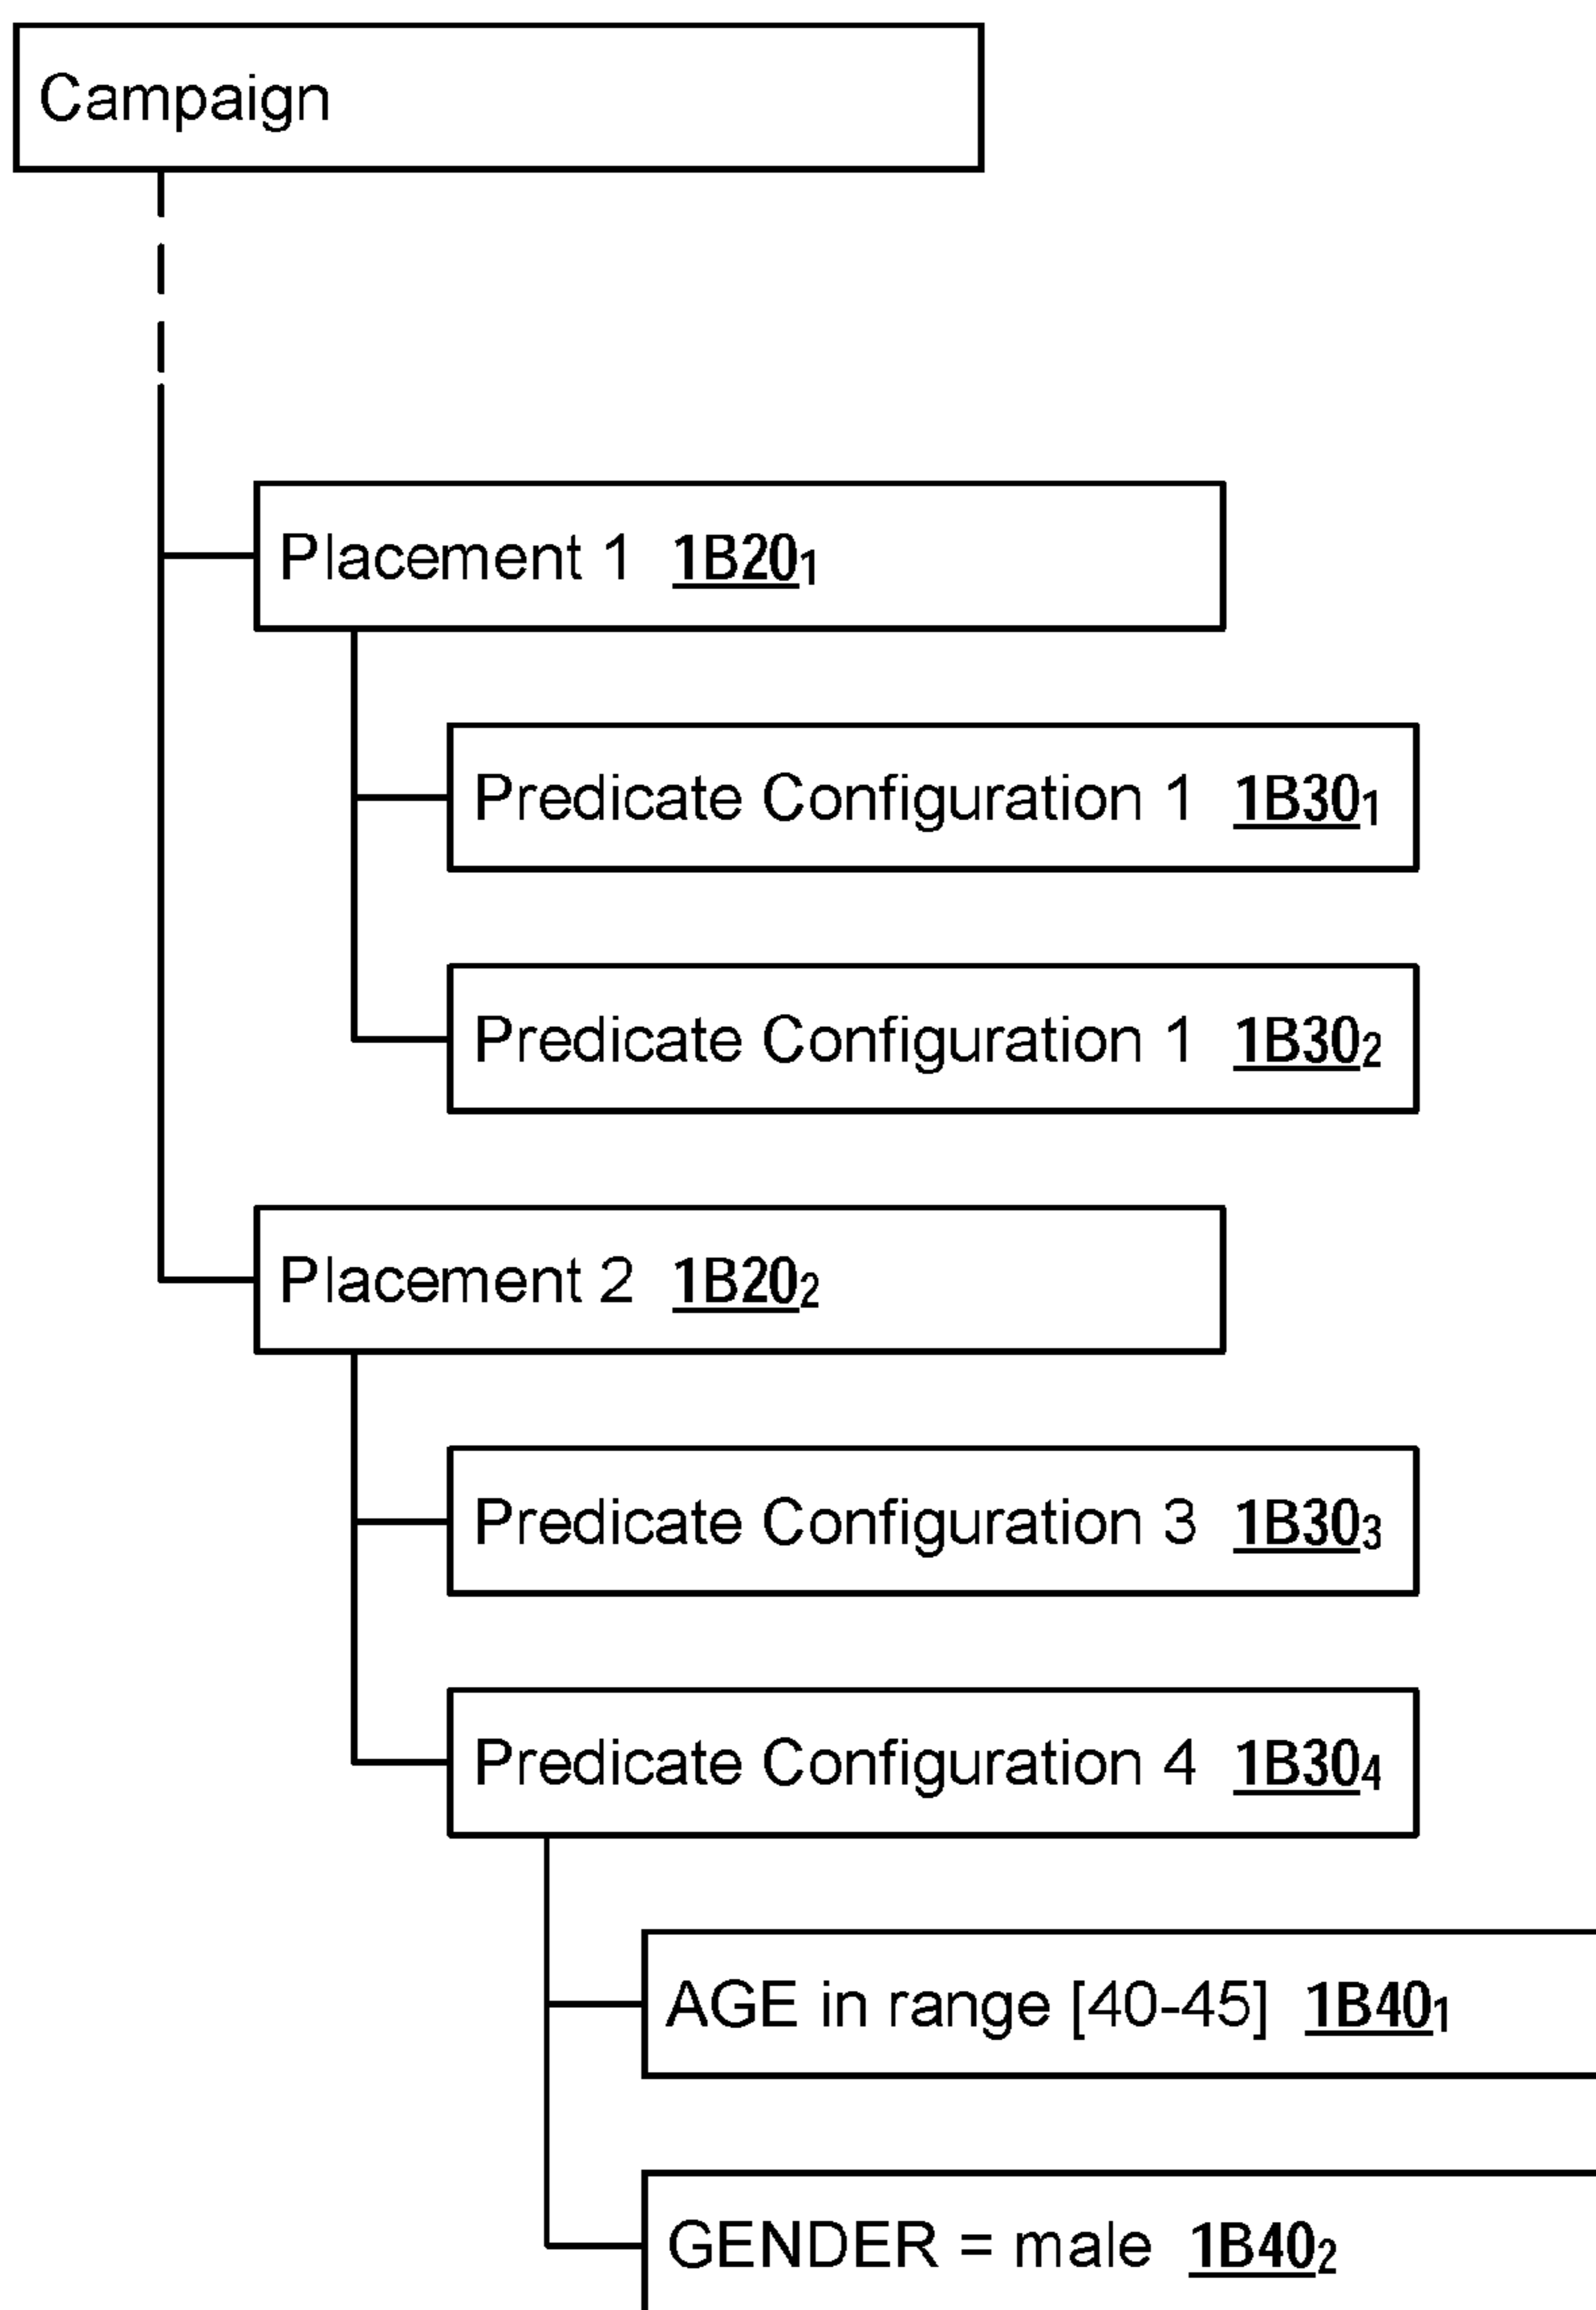 Campaign
Placement 1 1B20₁
Predicate Configuration 1 1B30₁
Predicate Configuration 1 1B30₂
Placement 2 1B20₂
Predicate Configuration 3 1B30₃
Predicate Configuration 4 1B30₄
AGE in range [40-45] 1B40₁
GENDER = male 1B40₂